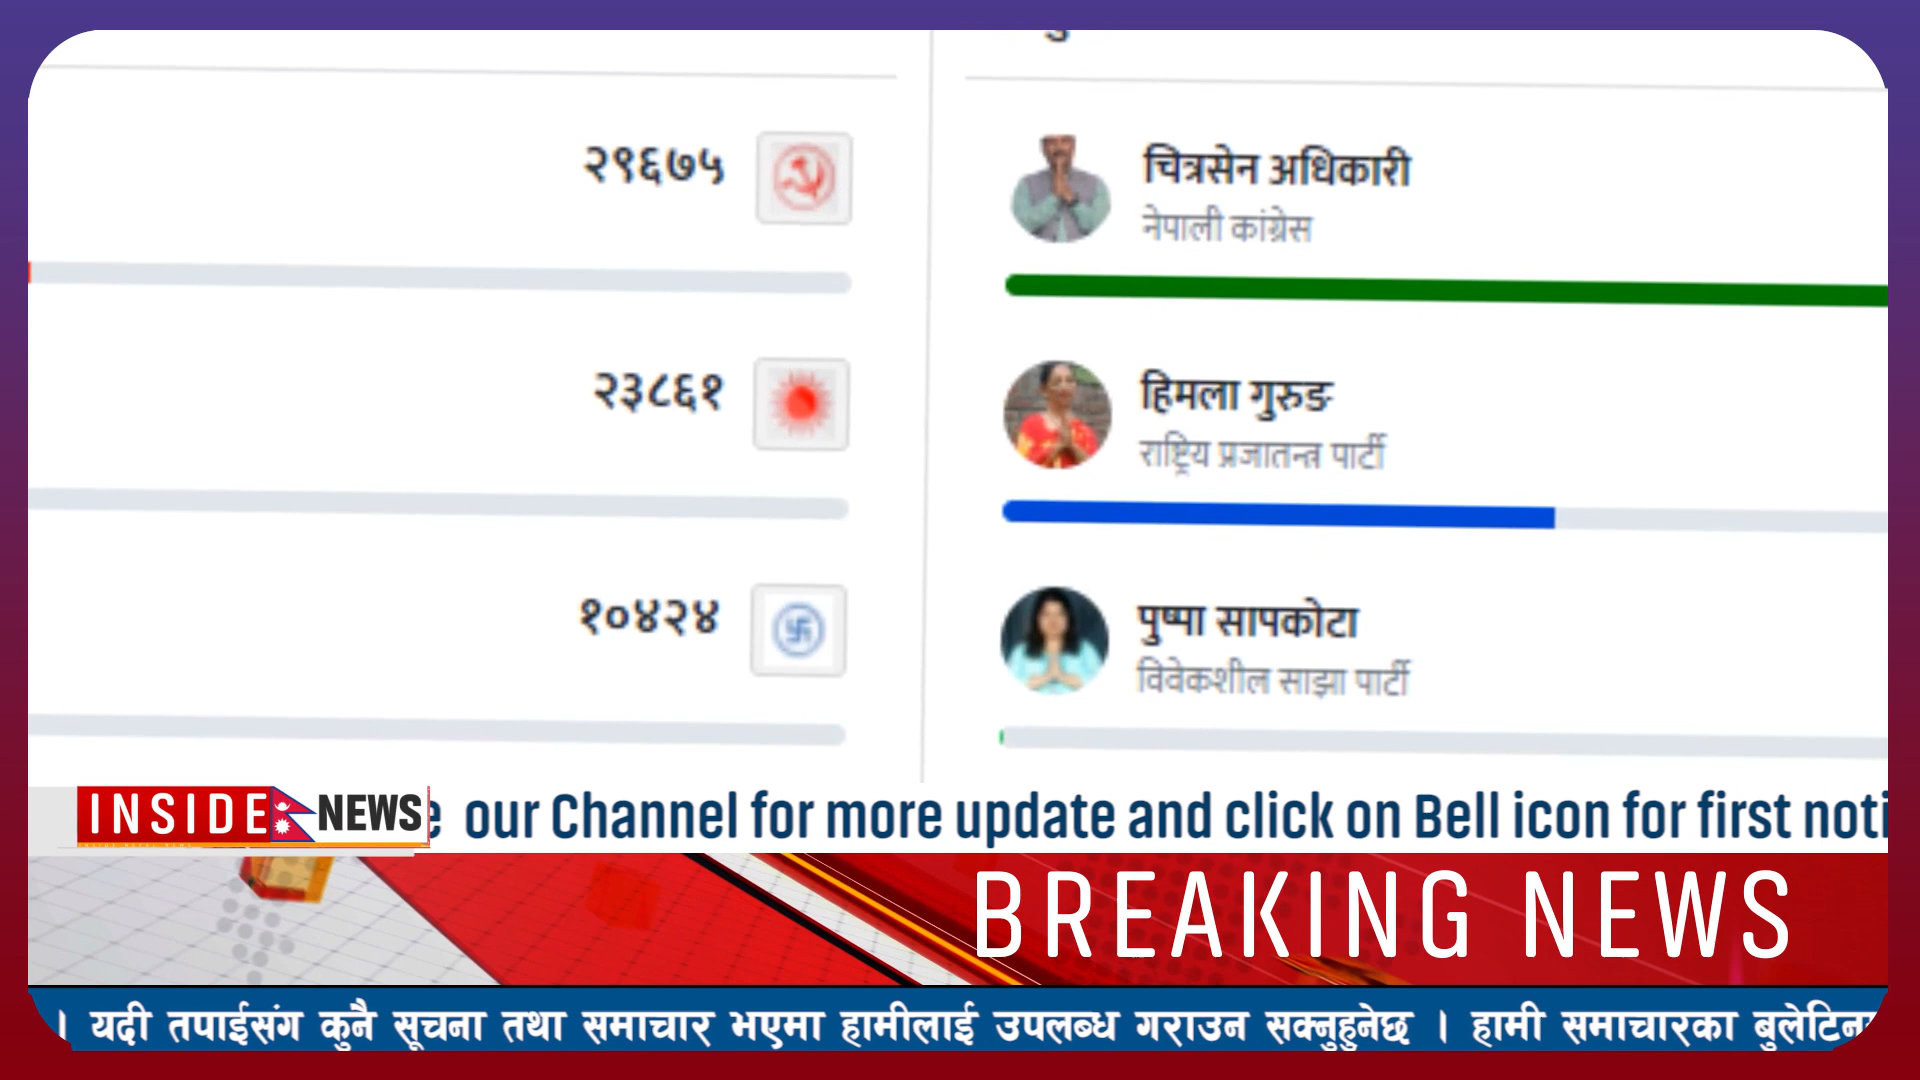 २९६७५
२३८६१
१०४२४
चित्रसेन अधिकारी
नेपाली कांग्रेस
हिमला गुरुङ
राष्ट्रिय प्रजातन्त्र पार्टी
पुष्पा सापकोटा
विवेकशील साझा पार्टी
INSIDE NEWS
e our Channel for more update and click on Bell icon for first noti
BREAKING NEWS
। यदी तपाईसंग कुनै सूचना तथा समाचार भएमा हामीलाई उपलब्ध गराउन सक्नुहुनेछ । हामी समाचारका बुलेटिन